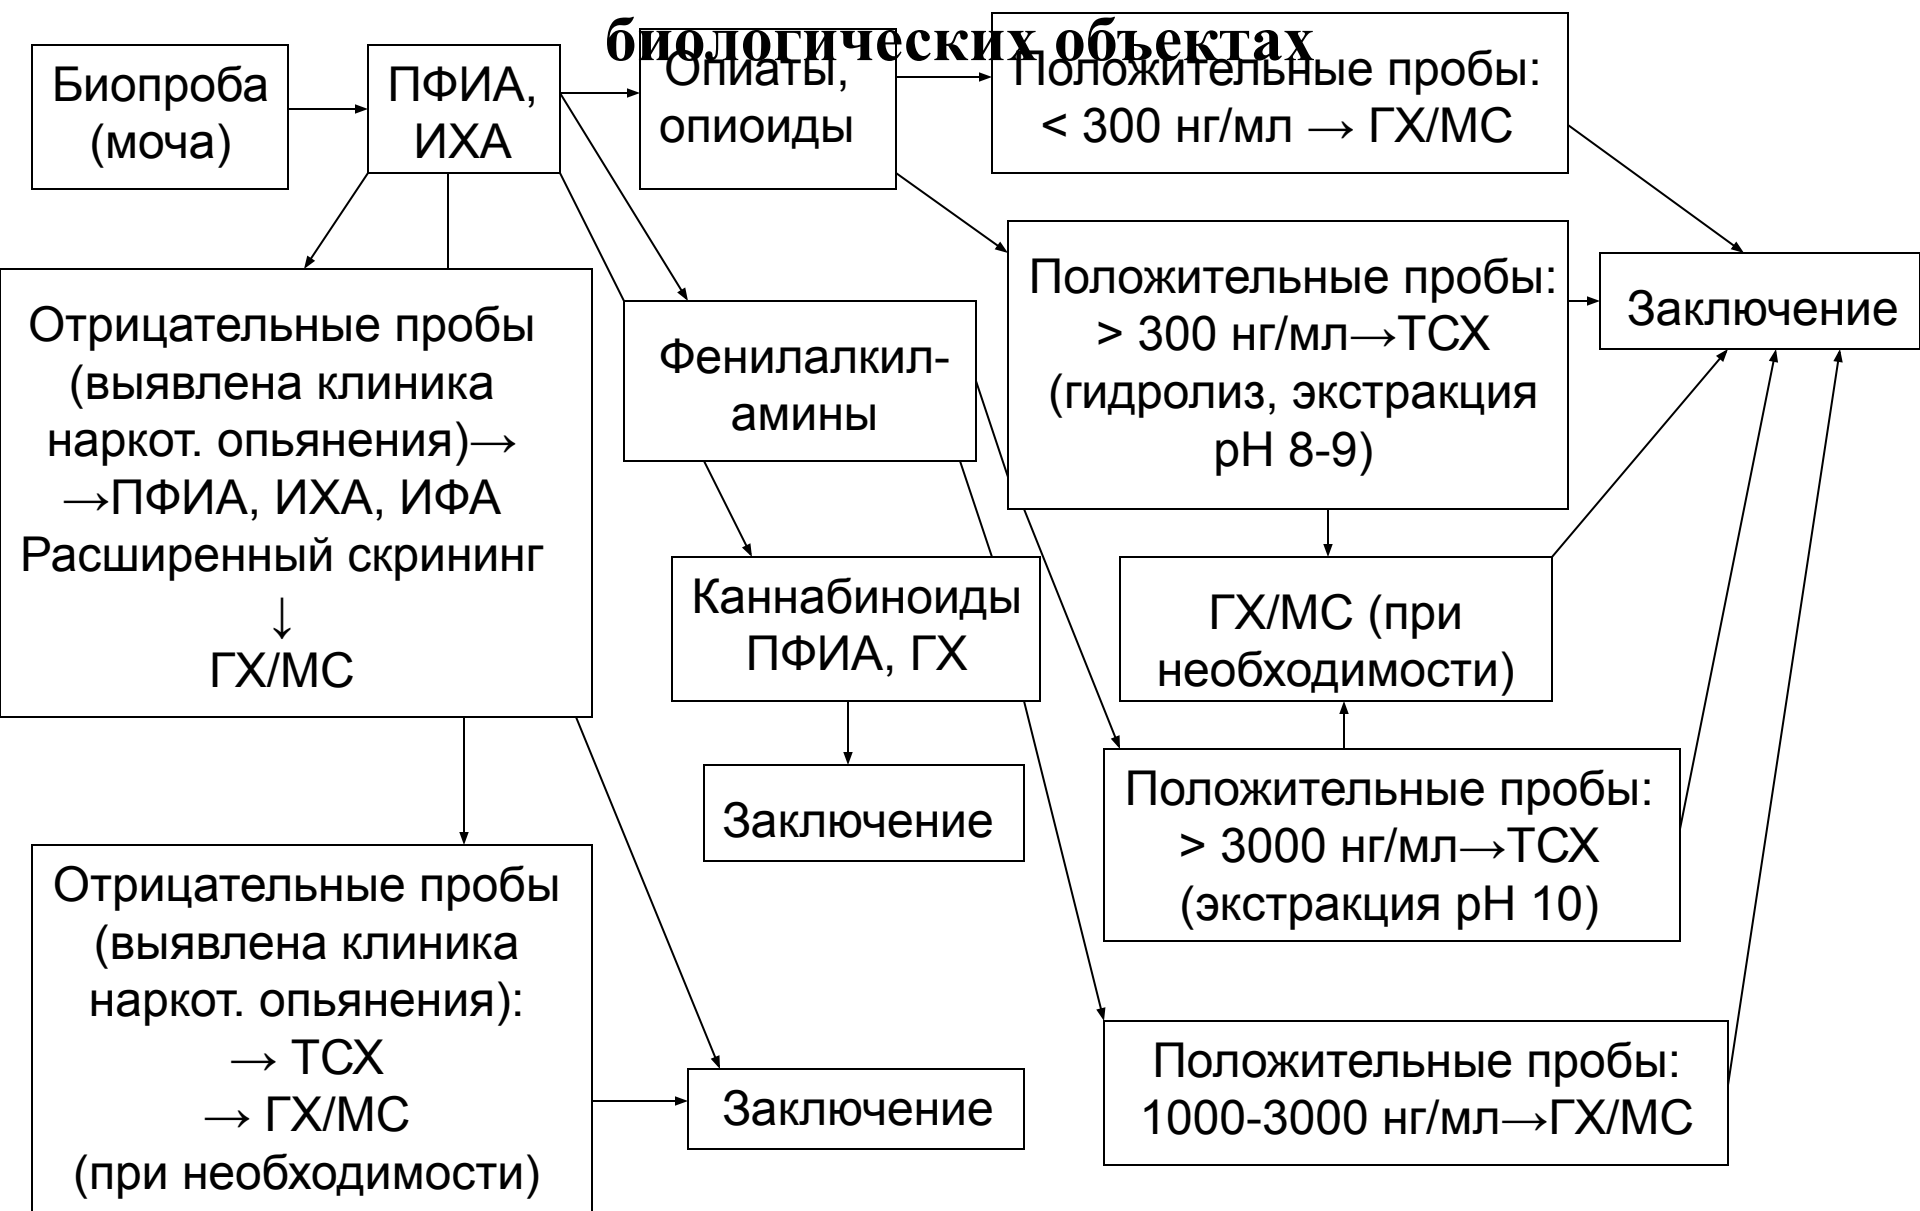 биологических объектах
Биопроба
(моча)
ПФИА,
ИХА
Опиаты,
опиоиды
Положительные пробы:
< 300 нг/мл → ГХ/МС
Положительные пробы:
> 300 нг/мл→ТСХ
(гидролиз, экстракция
рН 8-9)
Заключение
Отрицательные пробы
(выявлена клиника
наркот. опьянения)→
→ПФИА, ИХА, ИФА
Расширенный скрининг
↓
ГХ/МС
Фенилалкил-
амины
Каннабиноиды
ПФИА, ГХ
ГХ/МС (при
необходимости)
Заключение
Положительные пробы:
> 3000 нг/мл→ТСХ
(экстракция рН 10)
Отрицательные пробы
(выявлена клиника
наркот. опьянения):
→ ТСХ
→ ГХ/МС
(при необходимости)
Заключение
Положительные пробы:
1000-3000 нг/мл→ГХ/МС